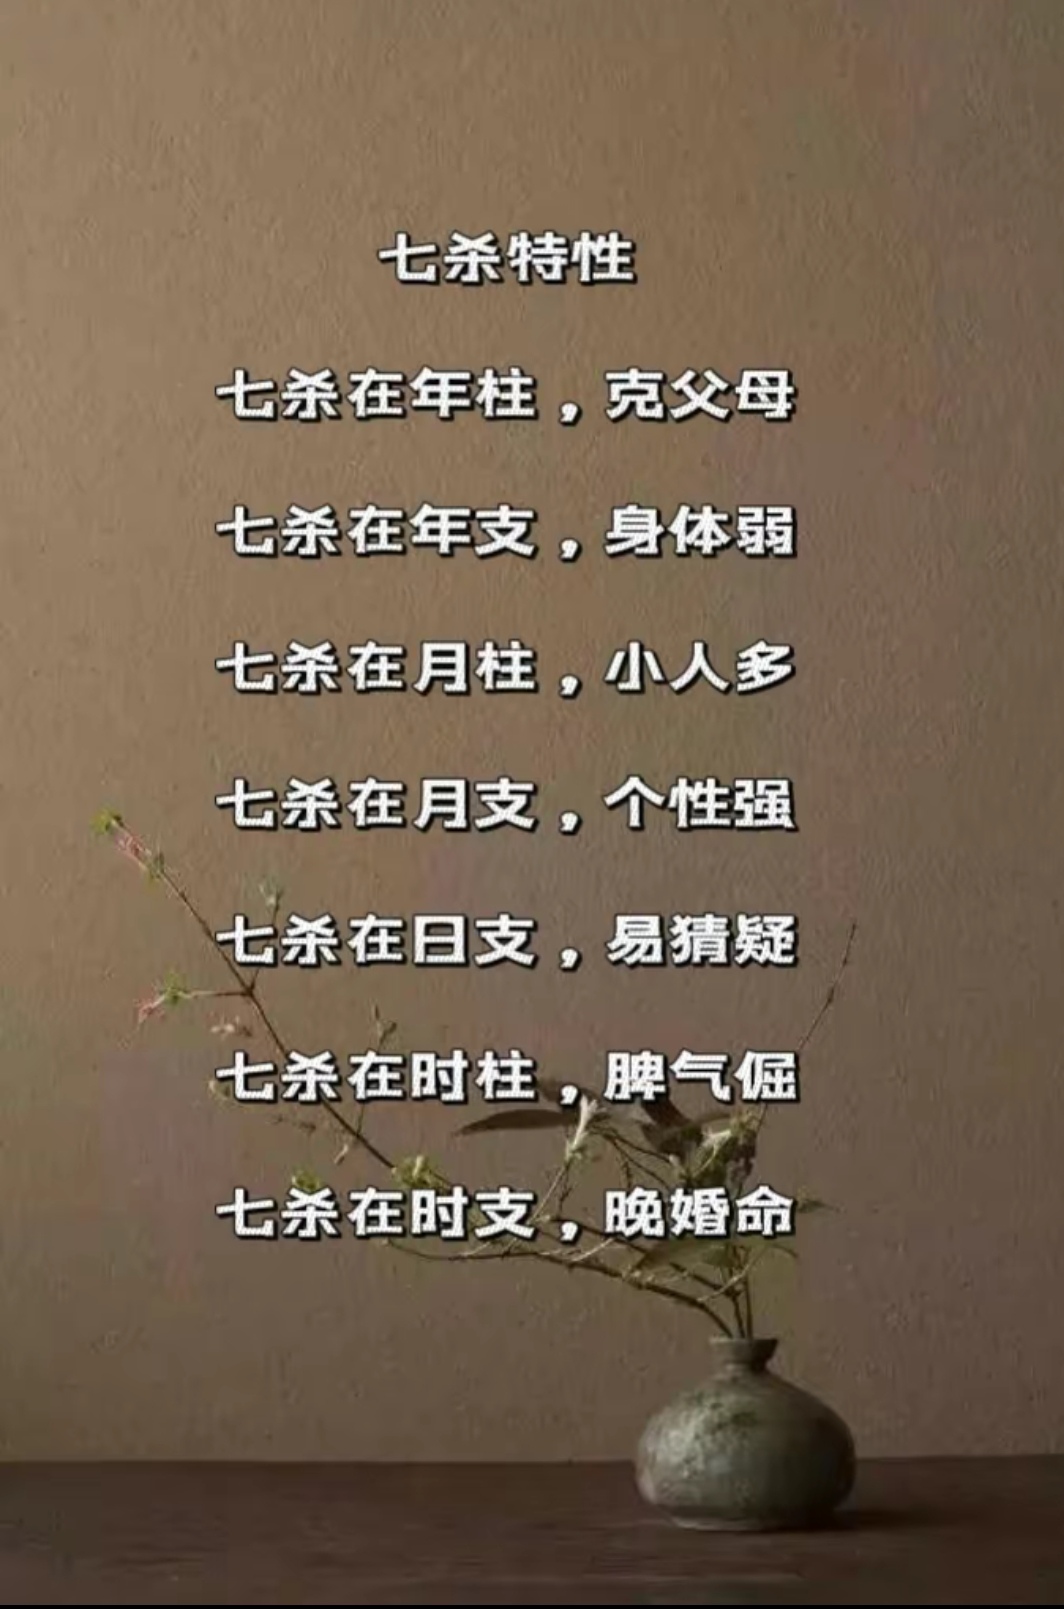 七杀特性
七杀在年柱，克父母
七杀在年支，身体弱
七杀在月柱，小人多
七杀在月支，个性强
七杀在日支，易猜疑
七杀在时柱，脾气倔
七杀在时支，晚婚命